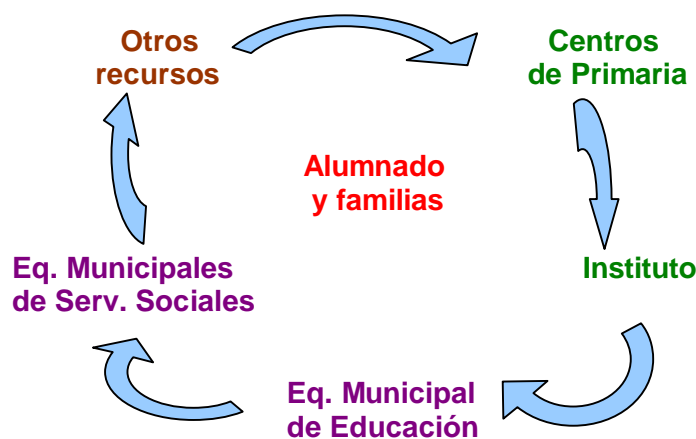 Otros
recursos
Centros
de Primaria
Alumnado
y familias
Eq. Municipales
de Serv. Sociales
Instituto
Eq. Municipal
de Educación